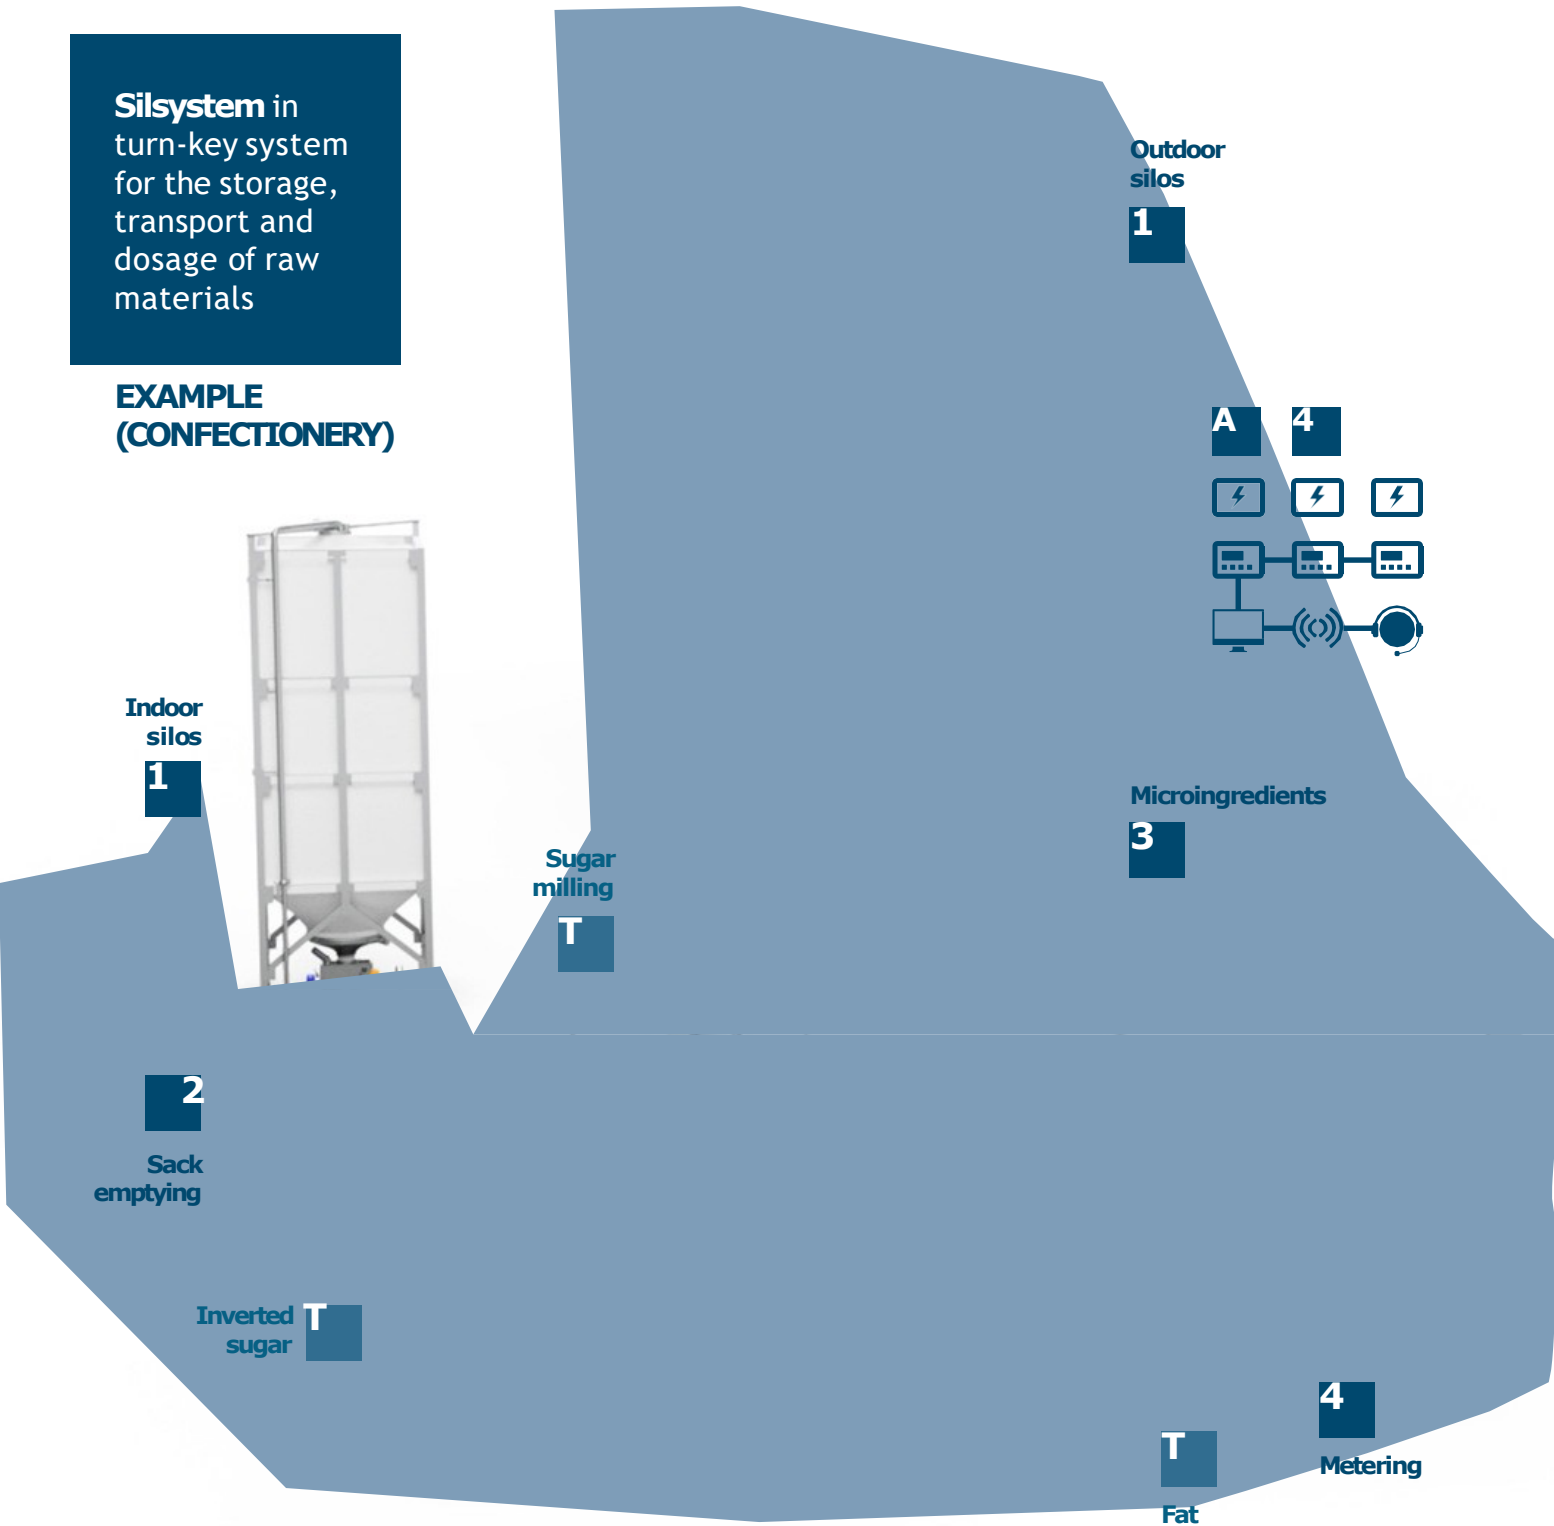 Silsystem in
turn-key system
for the storage,
transport and
dosage of raw
materials
EXAMPLE
(CONFECTIONERY)
Outdoor
silos
1
A 4
Indoor
silos
1
Microingredients
3
Sugar
milling
T
2
Sack
emptying
Inverted
sugar
T
4
Metering
T
Fat